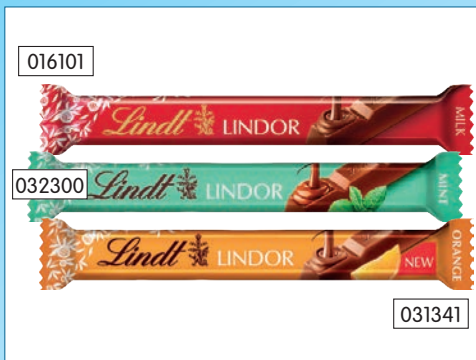 016101
Lindt LINDOR MILK
032300
Lindt LINDOR MINT
Lindt LINDOR NEW ORANGE
031341